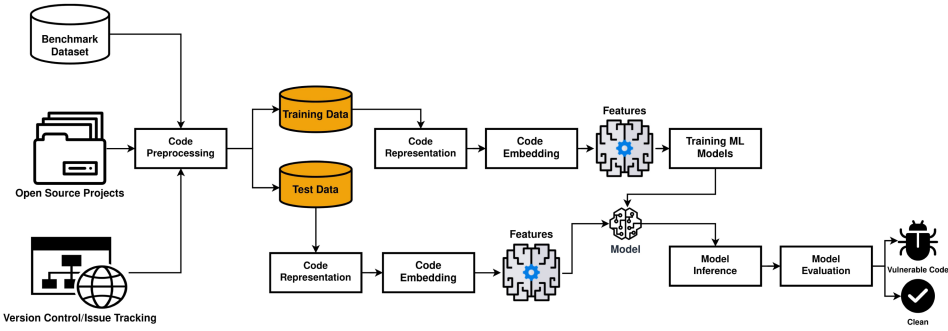 Benchmark
Dataset
Open Source Projects
Version Control/Issue Tracking
Code
Preprocessing
Training Data
Test Data
Code
Representation
Code
Embedding
Features
Training ML
Models
Code
Representation
Code
Embedding
Features
Model
Model
Inference
Model
Evaluation
Vulnerable Code
Clean